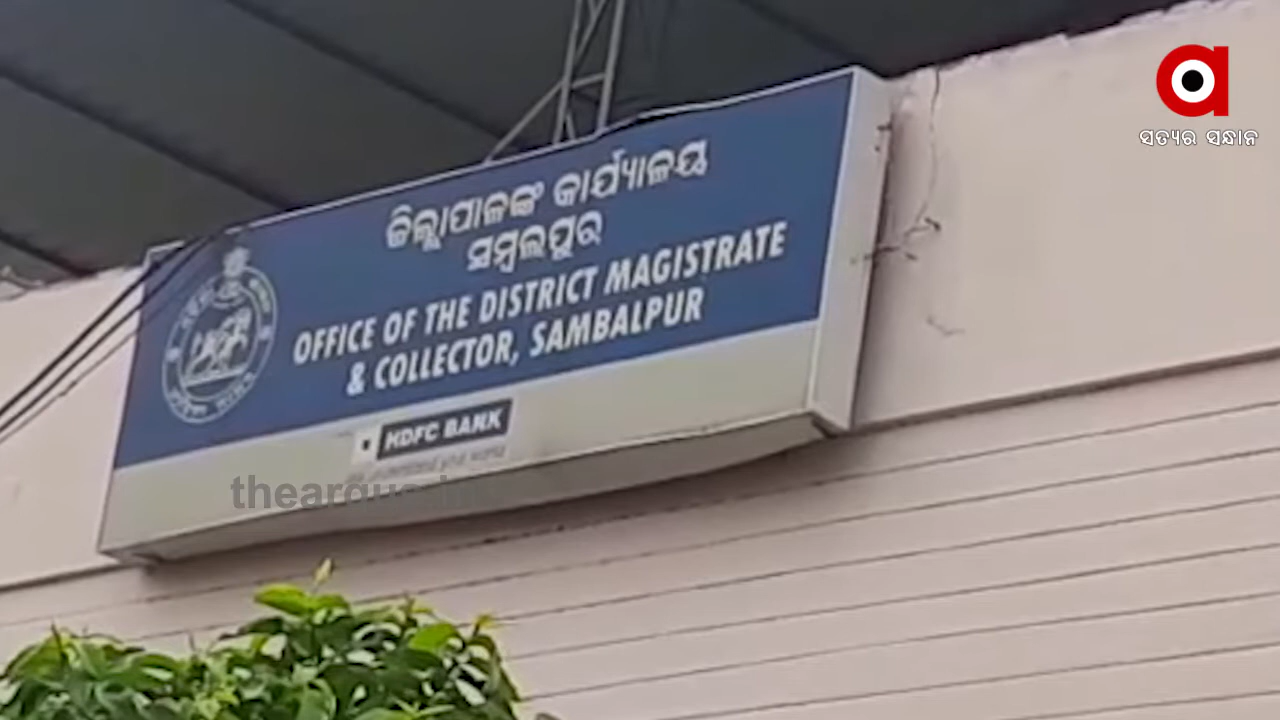 ସତ୍ୟର ସନ୍ଧାନ
ଜିଲ୍ଲାପାଳଙ୍କ କାର୍ଯ୍ୟାଳୟ
ସମ୍ବଲପୁର
OFFICE OF THE DISTRICT MAGISTRATE
& COLLECTOR, SAMBALPUR
HDFC BANK